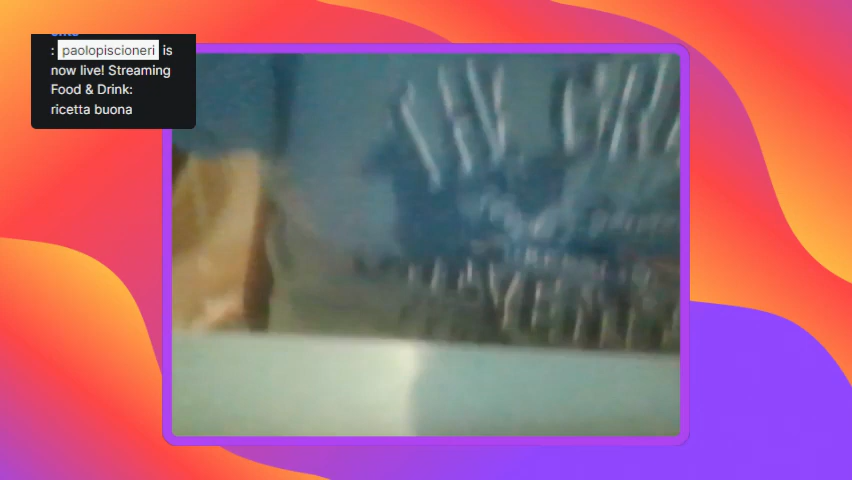 : paolopiscioneri is
now live! Streaming
Food & Drink:
ricetta buona